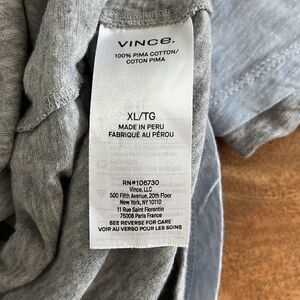 VINCE.
100% PIMA COTTON/
COTON PIMA
XL/TG
MADE IN PERU
FABRIQUÉ AU PÉROU
RN#106730
Vince, LLC
500 Fifth Avenue, 20th Floor
New York, NY 10110
11 Rue Saint Florentin
75008 Paris France
SEE REVERSE FOR CARE
VOIR AU VERSO POUR LES SOINS